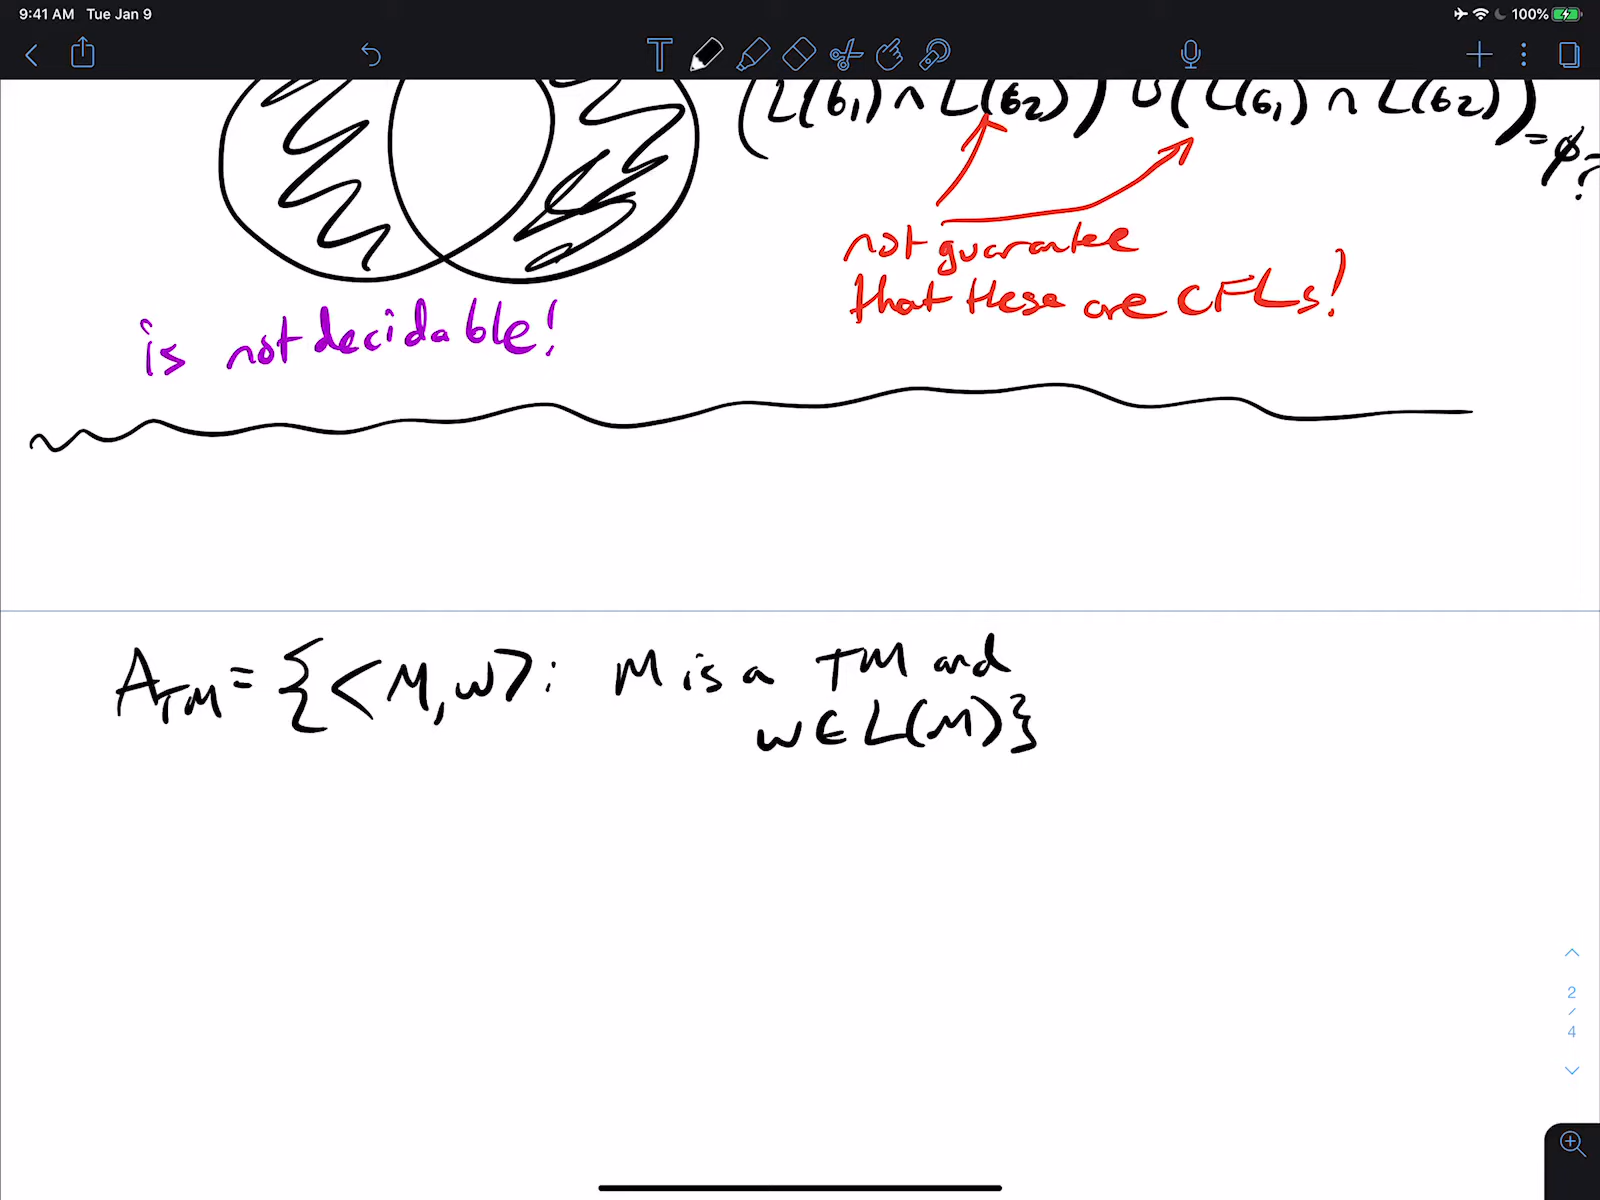 9:41 AM Tue Jan 9
100%
(L(G₁) ∩ L(G₂)) ∪ (L(G₁) ∩ L(G₂)) = ∅?
not guarantee
that these are CFLs!
is not decidable!
A_TM = {<M, w>: M is a TM and
w ∈ L(M)}
2
/
4